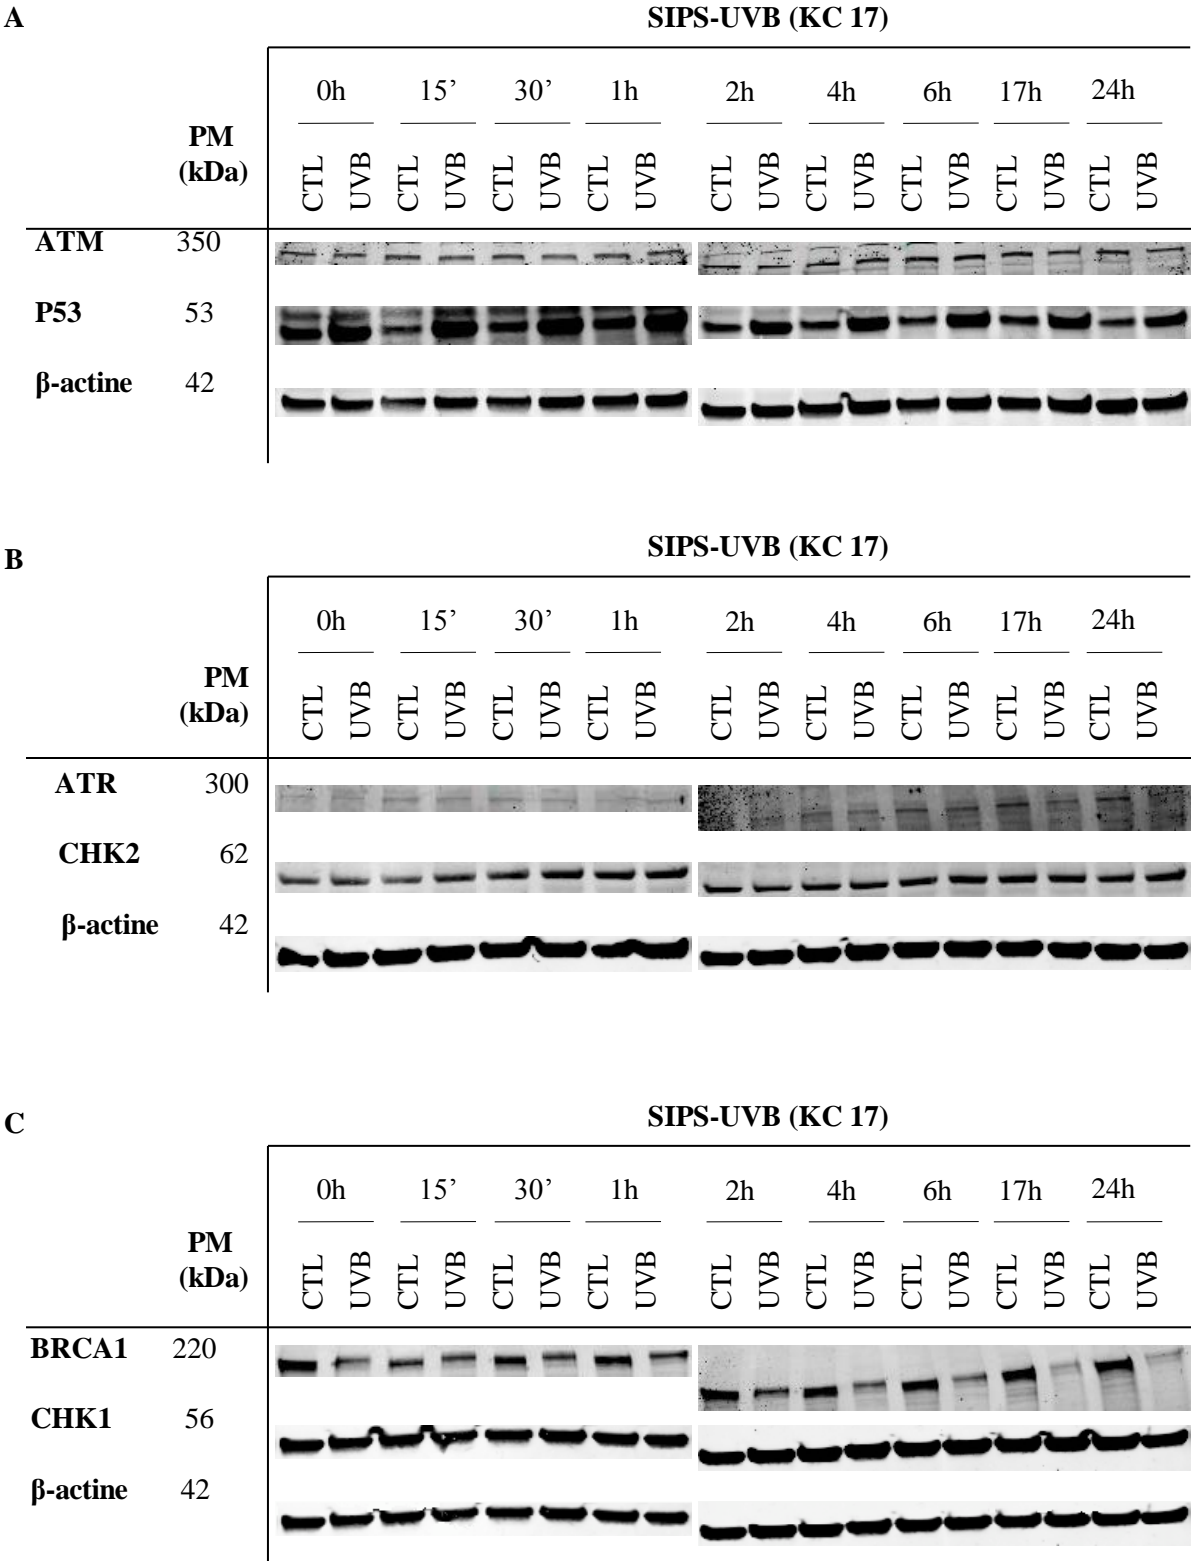 A
SIPS-UVB (KC 17)
0h 15’ 30’ 1h 2h 4h 6h 17h 24h
PM
(kDa)
CTL UVB CTL UVB CTL UVB CTL UVB CTL UVB CTL UVB CTL UVB CTL UVB CTL UVB
ATM 350
P53 53
β-actine 42
B
SIPS-UVB (KC 17)
0h 15’ 30’ 1h 2h 4h 6h 17h 24h
PM
(kDa)
CTL UVB CTL UVB CTL UVB CTL UVB CTL UVB CTL UVB CTL UVB CTL UVB CTL UVB
ATR 300
CHK2 62
β-actine 42
C
SIPS-UVB (KC 17)
0h 15’ 30’ 1h 2h 4h 6h 17h 24h
PM
(kDa)
CTL UVB CTL UVB CTL UVB CTL UVB CTL UVB CTL UVB CTL UVB CTL UVB CTL UVB
BRCA1 220
CHK1 56
β-actine 42